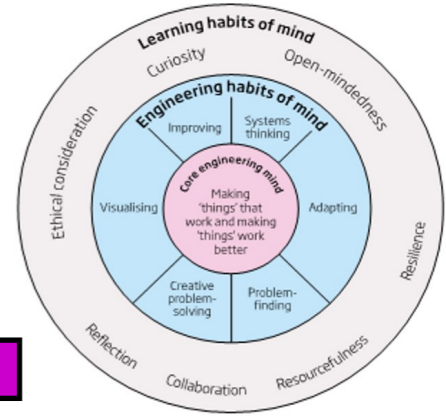 Learning habits of mind
Curiosity
Open-mindedness
Resilience
Resourcefulness
Collaboration
Reflection
Ethical consideration
Engineering habits of mind
Improving
Systems
thinking
Adapting
Problem-
finding
Creative
problem-
solving
Visualising
Core engineering mind
Making
'things' that
work and making
'things' work
better